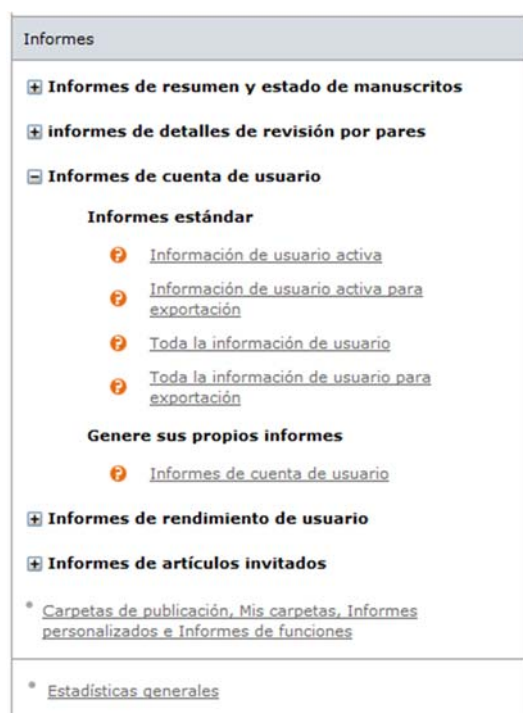 Informes
Informes de resumen y estado de manuscritos
informes de detalles de revisión por pares
Informes de cuenta de usuario
Informes estándar
Información de usuario activa
Información de usuario activa para
exportación
Toda la información de usuario
Toda la información de usuario para
exportación
Genere sus propios informes
Informes de cuenta de usuario
Informes de rendimiento de usuario
Informes de artículos invitados
Carpetas de publicación, Mis carpetas, Informes
personalizados e Informes de funciones
Estadísticas generales